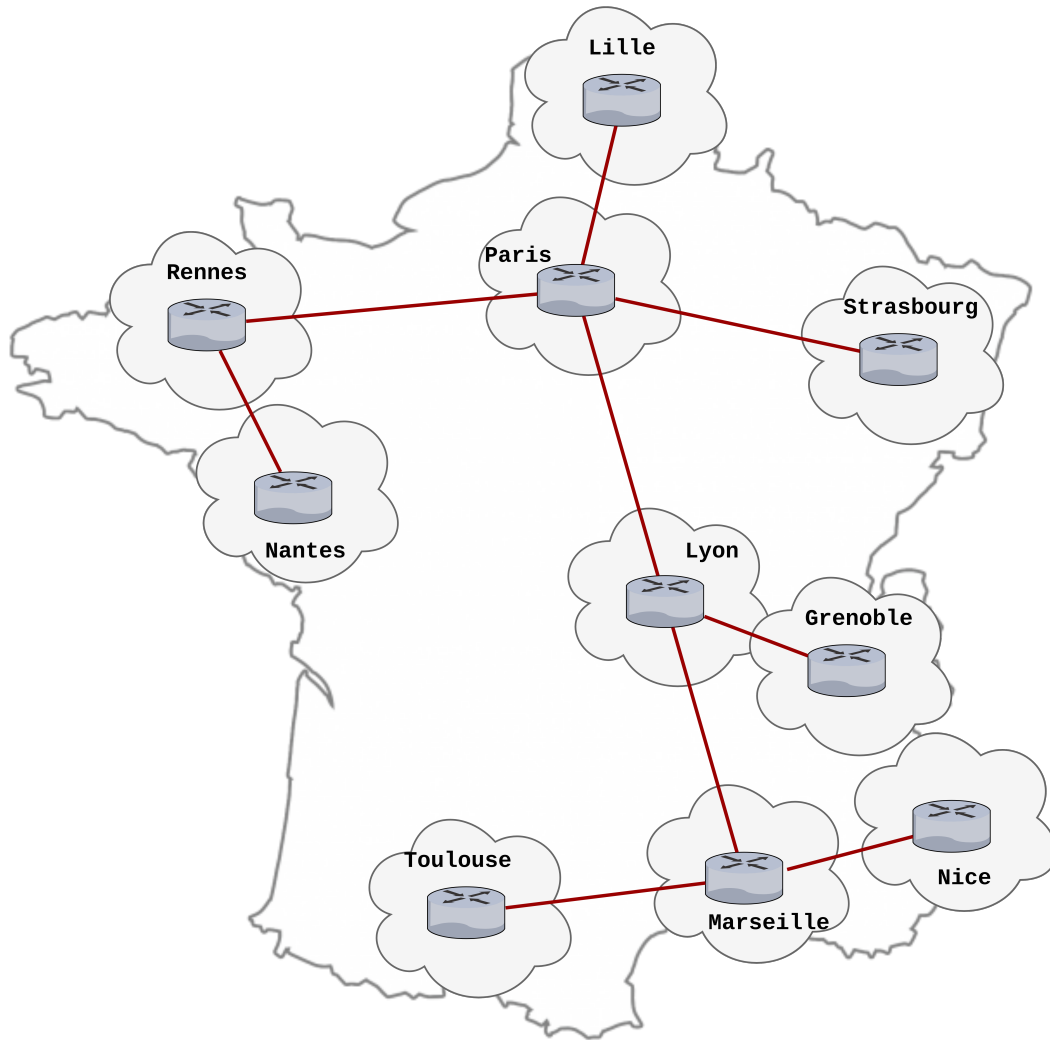 Lille
Paris
Rennes
Strasbourg
Nantes
Lyon
Grenoble
Toulouse
Nice
Marseille